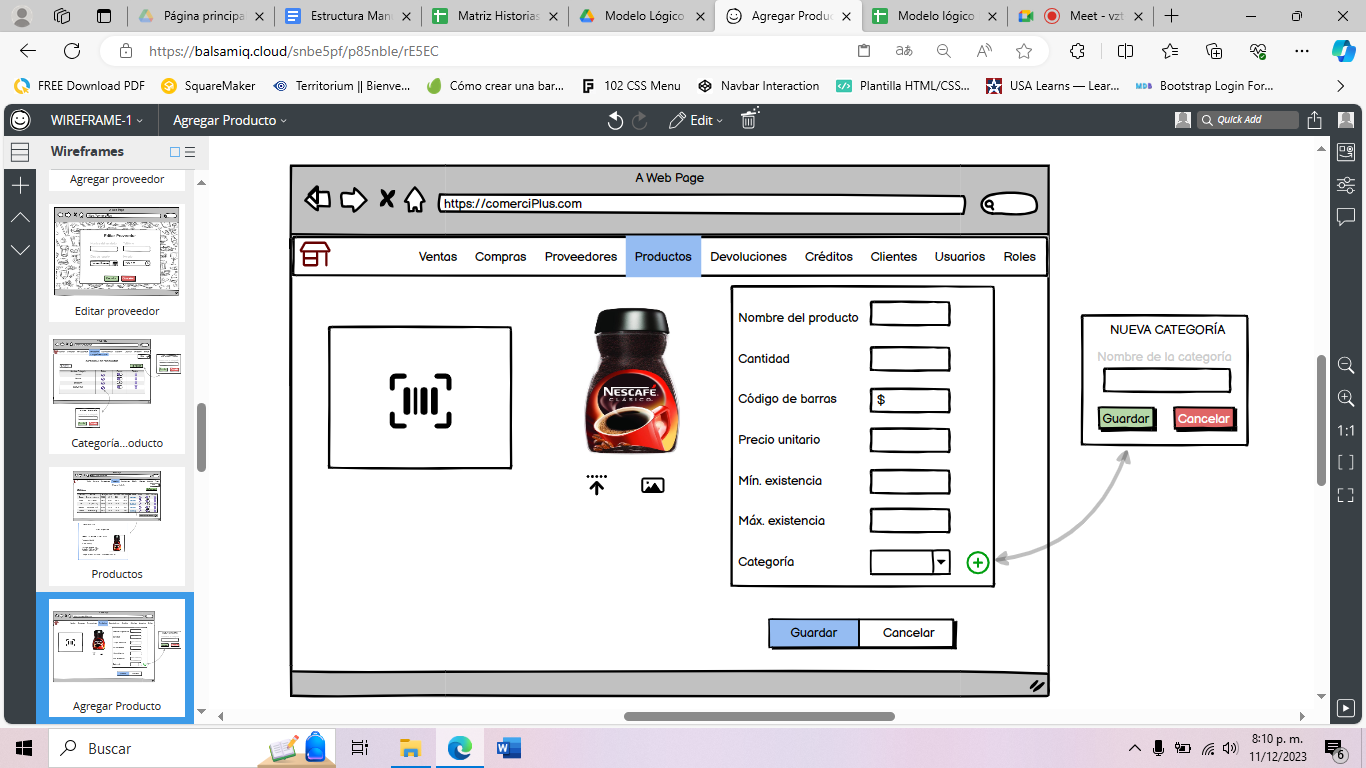 Página principa
Estructura Man
Matriz Historias
Modelo Lógico
Agregar Produc
Modelo lógico
Meet - vzt
https://balsamiq.cloud/snbe5pf/p85nble/rE5EC
FREE Download PDF
SquareMaker
Territorium || Bienve...
Cómo crear una bar...
102 CSS Menu
Navbar Interaction
Plantilla HTML/CSS...
USA Learns — Lear...
Bootstrap Login For...
WIREFRAME-1
Agregar Producto
Edit
Quick Add
Wireframes
Agregar proveedor
Editar Proveedor
Editar proveedor
Categoría...oducto
Productos
Agregar Producto
A Web Page
https://comerciPlus.com
Ventas
Compras
Proveedores
Productos
Devoluciones
Créditos
Clientes
Usuarios
Roles
NESCAFÉ
CLÁSICO
Nombre del producto
Cantidad
Código de barras
$
Precio unitario
Mín. existencia
Máx. existencia
Categoría
Guardar
Cancelar
NUEVA CATEGORÍA
Nombre de la categoría
Guardar
Cancelar
1:1
Buscar
8:10 p. m.
11/12/2023
6